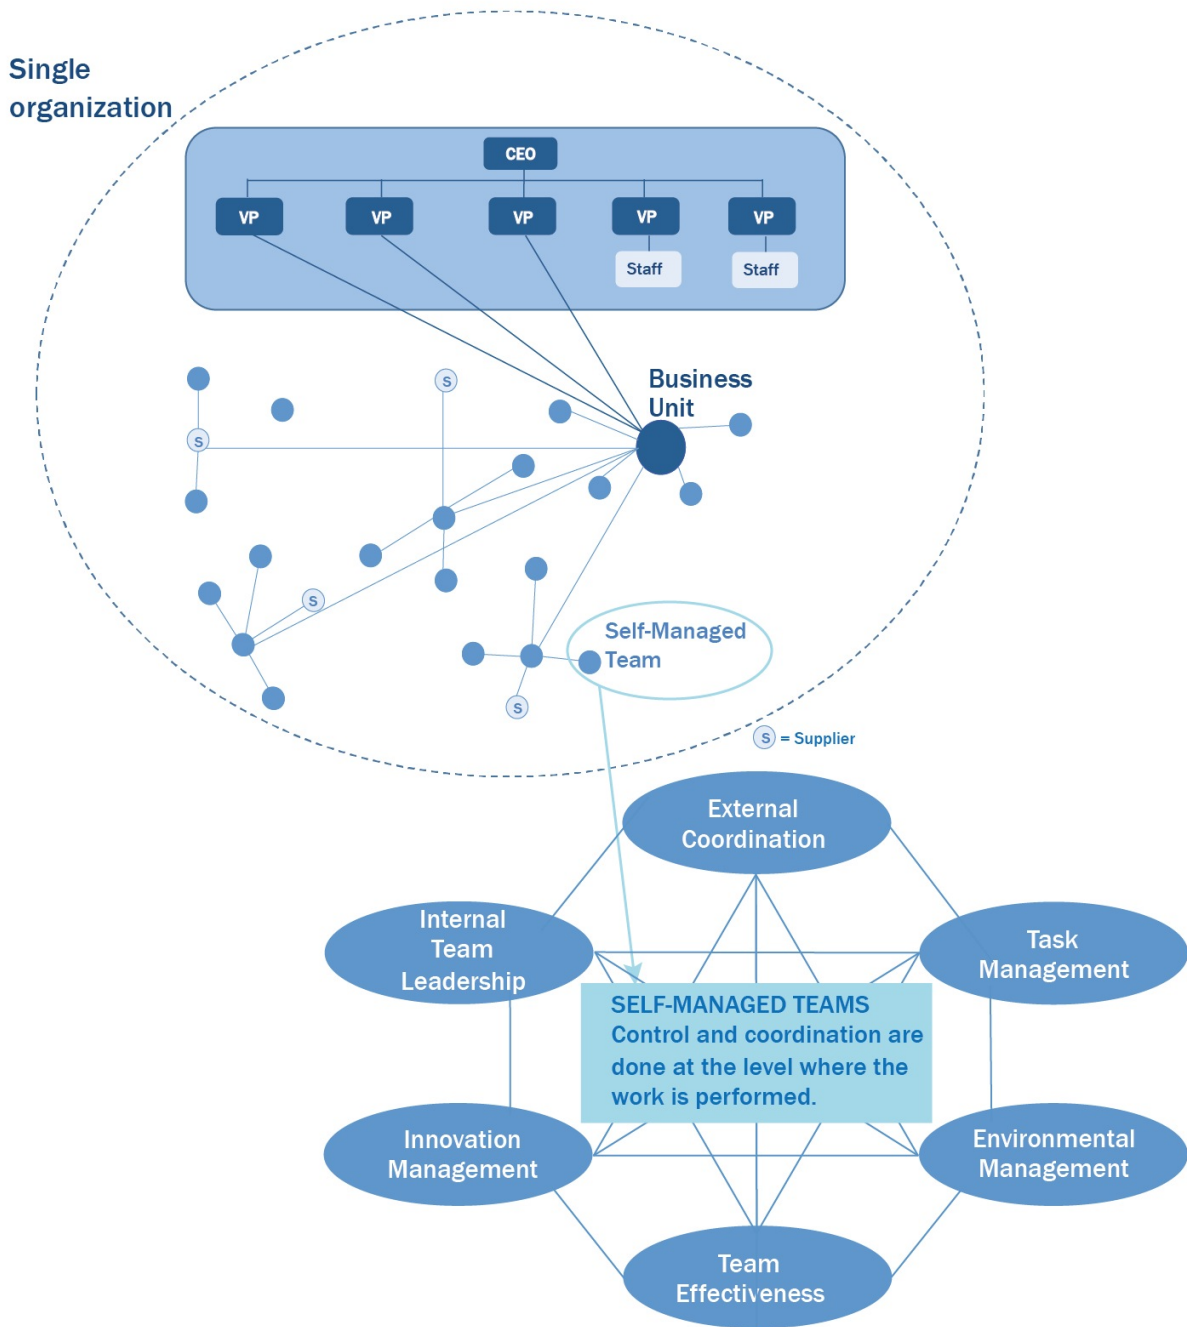 Single
organization
CEO
VP
VP
VP
VP
VP
Staff
Staff
Business
Unit
S
S
S
Self-Managed
Team
S
S = Supplier
External
Coordination
Internal
Team
Leadership
Task
Management
SELF-MANAGED TEAMS
Control and coordination are
done at the level where the
work is performed.
Innovation
Management
Environmental
Management
Team
Effectiveness